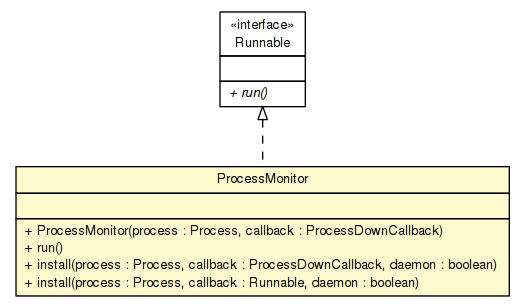 «interface»
Runnable
+ run()
ProcessMonitor
+ ProcessMonitor(process : Process, callback : ProcessDownCallback)
+ run()
+ install(process : Process, callback : ProcessDownCallback, daemon : boolean)
+ install(process : Process, callback : Runnable, daemon : boolean)